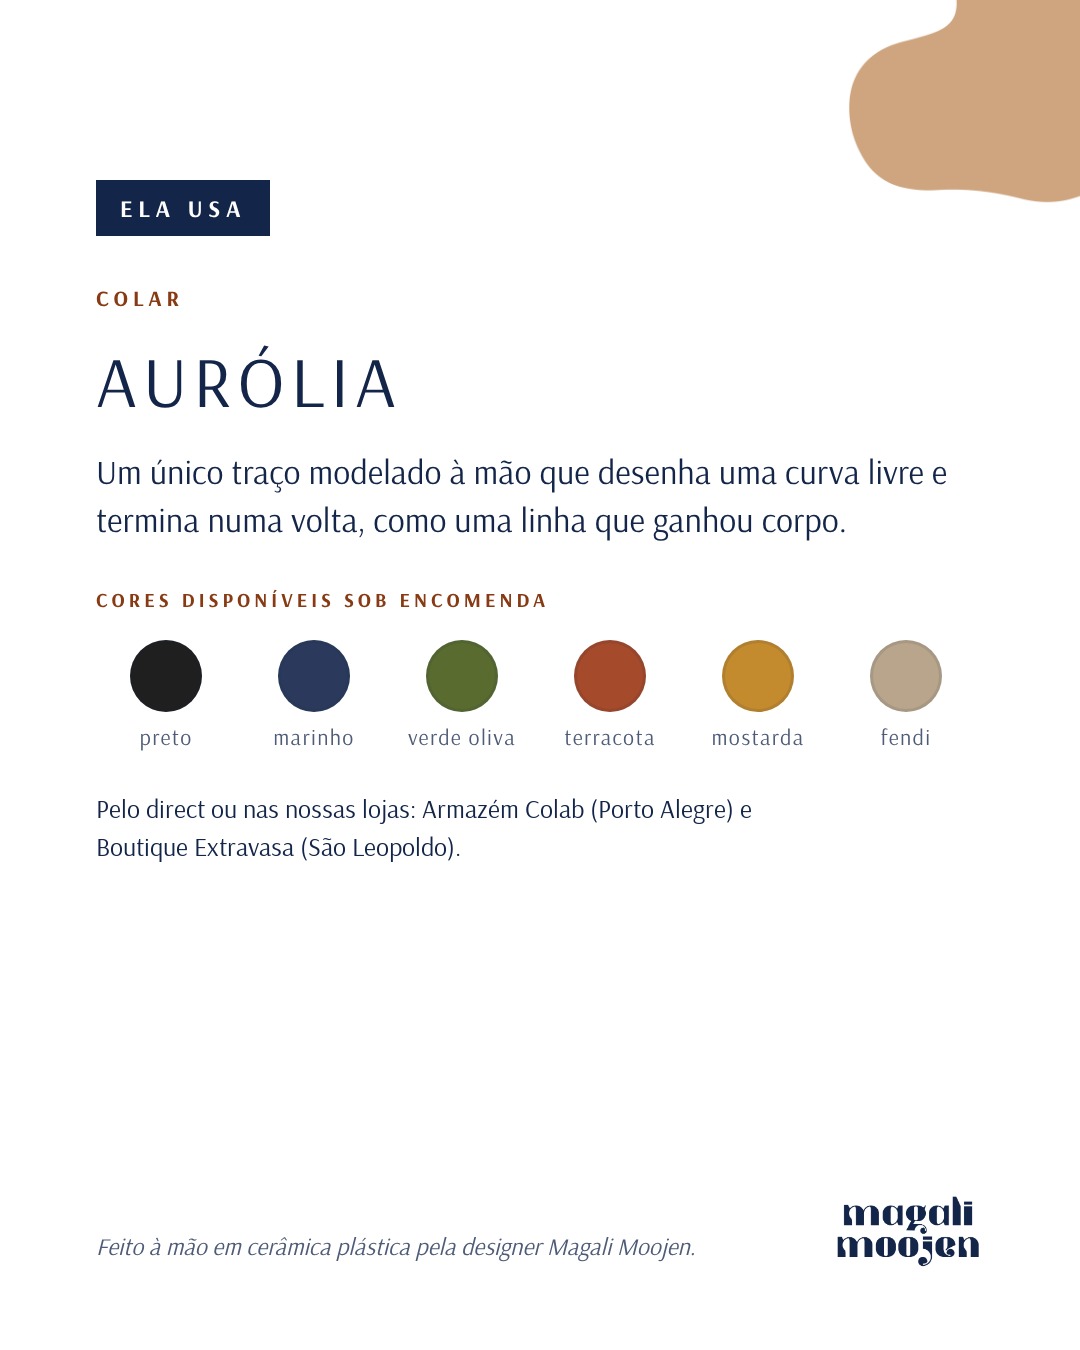 ELA USA
COLAR
AURÓLIA
Um único traço modelado à mão que desenha uma curva livre e
termina numa volta, como uma linha que ganhou corpo.
CORES DISPONÍVEIS SOB ENCOMENDA
preto marinho verde oliva terracota mostarda fendi
Pelo direct ou nas nossas lojas: Armazém Colab (Porto Alegre) e
Boutique Extravasa (São Leopoldo).
Feito à mão em cerâmica plástica pela designer Magali Moojen.
magali
moojen